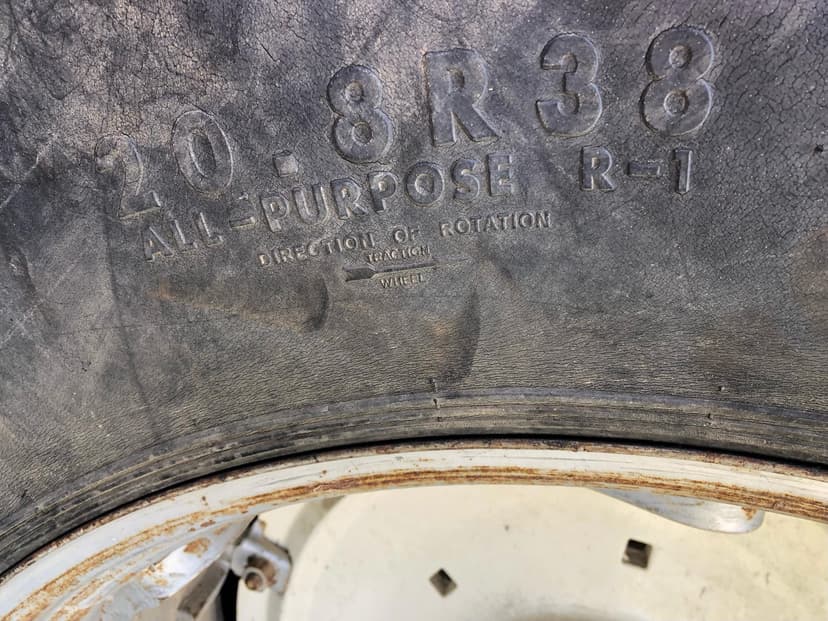 20.8R38
ALL-PURPOSE R-1
DIRECTION OF ROTATION
TRACTION
WHEEL